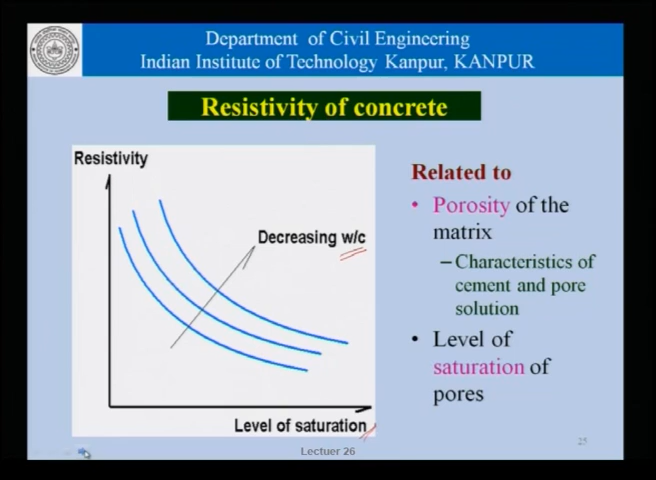 Department of Civil Engineering
Indian Institute of Technology Kanpur, KANPUR
Resistivity of concrete
Resistivity
Decreasing w/c
Level of saturation
Related to
• Porosity of the
matrix
–Characteristics of
cement and pore
solution
• Level of
saturation of
pores
25
Lectuer 26